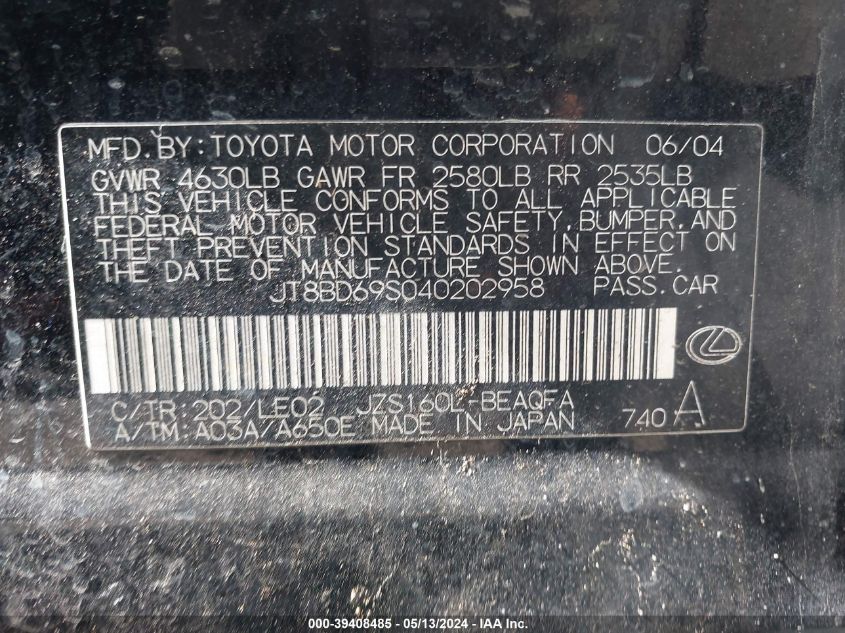 MFD.BY:TOYOTA MOTOR CORPORATION 06/04
GVWR 4630LB GAWR FR 2580LB RR 2535LB
THIS VEHICLE CONFORMS TO ALL APPLICABLE
FEDERAL MOTOR VEHICLE SAFETY,BUMPER,AND
THEFT PREVENTION STANDARDS IN EFFECT ON
THE DATE OF MANUFACTURE SHOWN ABOVE.
JT8BD69S040202958 PASS.CAR
C/TR:202/LE02 JZS160L-BEAQFA
A/TM:A03A/A650E MADE IN JAPAN 740A
000-39408485 - 05/13/2024 - IAA, Inc.